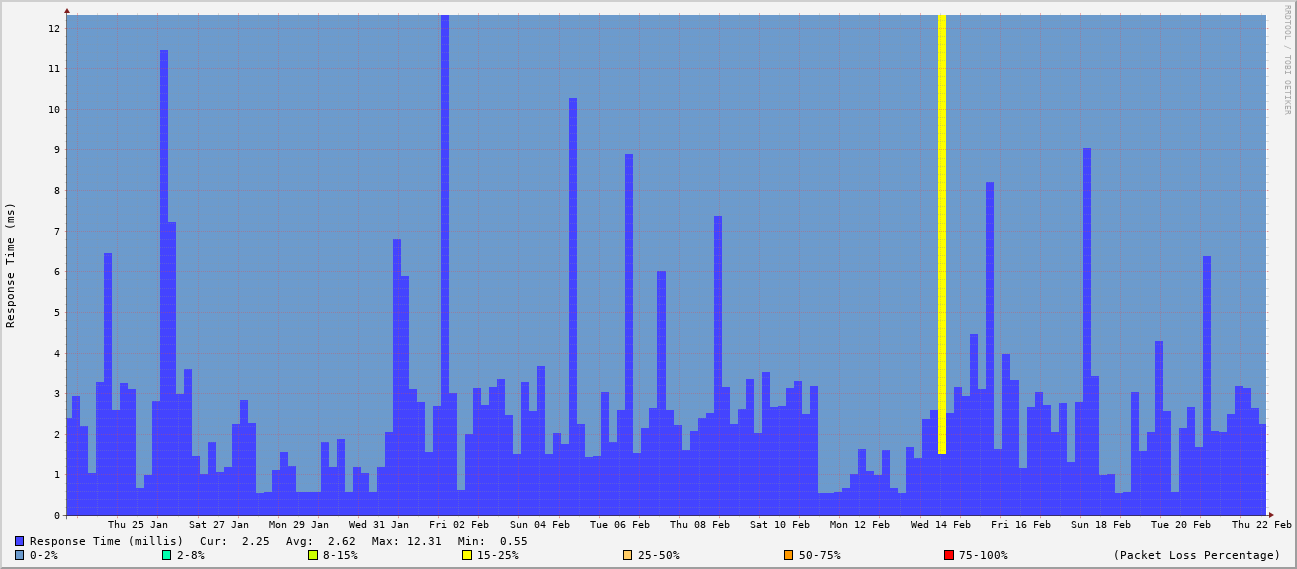 RRDTOOL / TOBI OETIKER
Response Time (ms)
12
11
10
9
8
7
6
5
4
3
2
1
0
Thu 25 Jan Sat 27 Jan Mon 29 Jan Wed 31 Jan Fri 02 Feb Sun 04 Feb Tue 06 Feb Thu 08 Feb Sat 10 Feb Mon 12 Feb Wed 14 Feb Fri 16 Feb Sun 18 Feb Tue 20 Feb Thu 22 Feb
Response Time (millis) Cur: 2.25 Avg: 2.62 Max: 12.31 Min: 0.55
0-2% 2-8% 8-15% 15-25% 25-50% 50-75% 75-100% (Packet Loss Percentage)